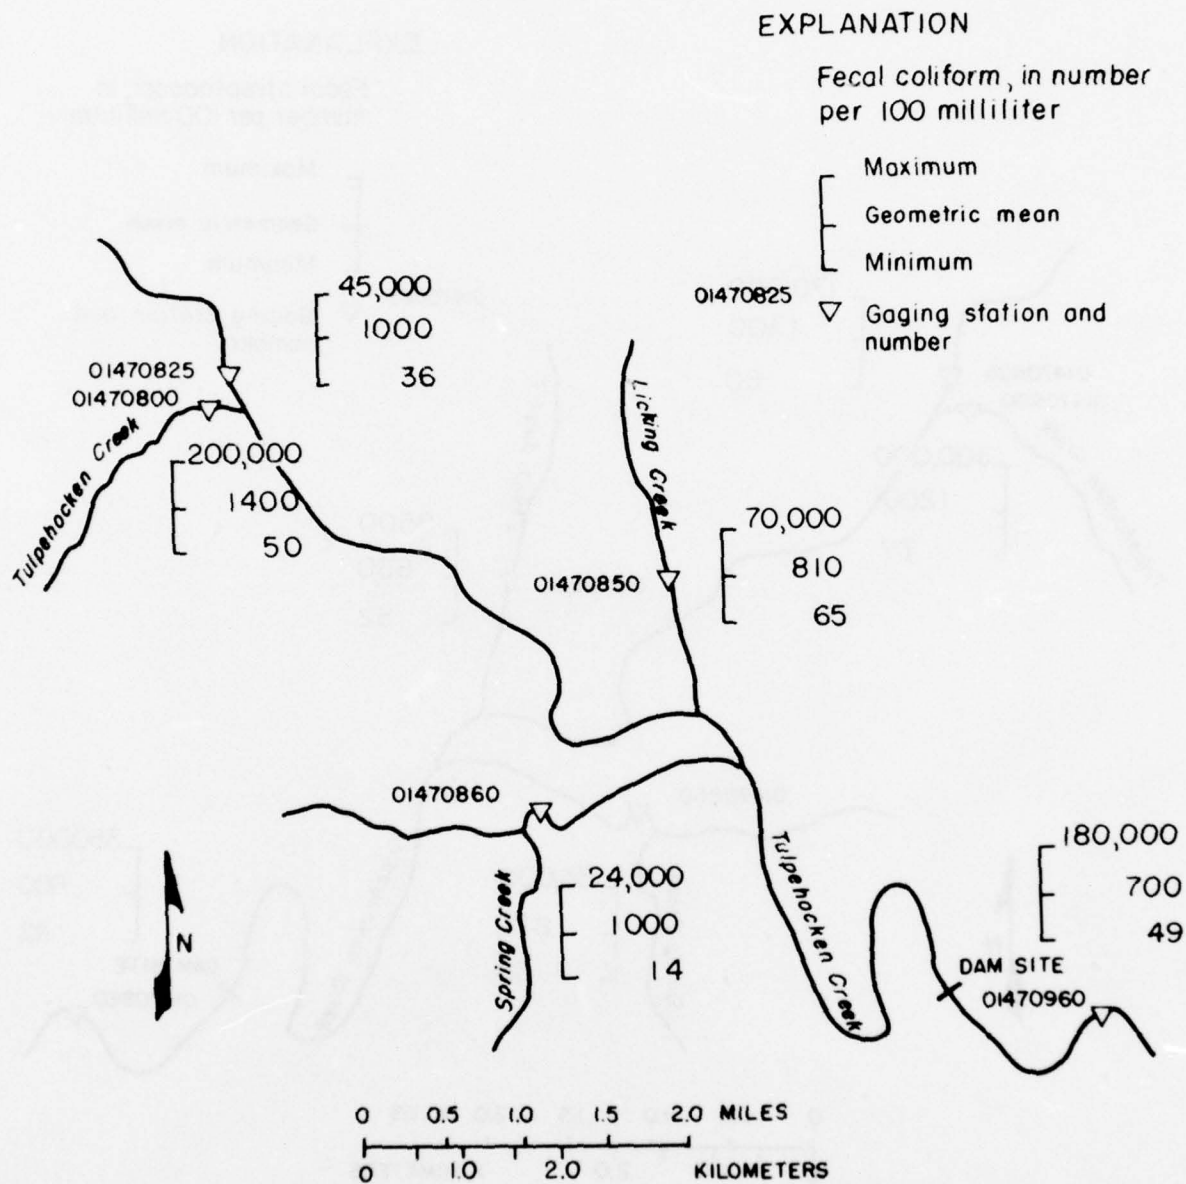 EXPLANATION
Fecal coliform, in number
per 100 milliliter
Maximum
Geometric mean
Minimum
01470825
Gaging station and
number
45,000
1000
36
01470825
01470800
Tulpehocken Creek
200,000
1400
50
Licking Creek
70,000
810
65
01470850
01470860
Spring Creek
24,000
1000
14
Tulpehocken Creek
180,000
700
49
DAM SITE
01470960
N
0 0.5 1.0 1.5 2.0 MILES
0 1.0 2.0 KILOMETERS